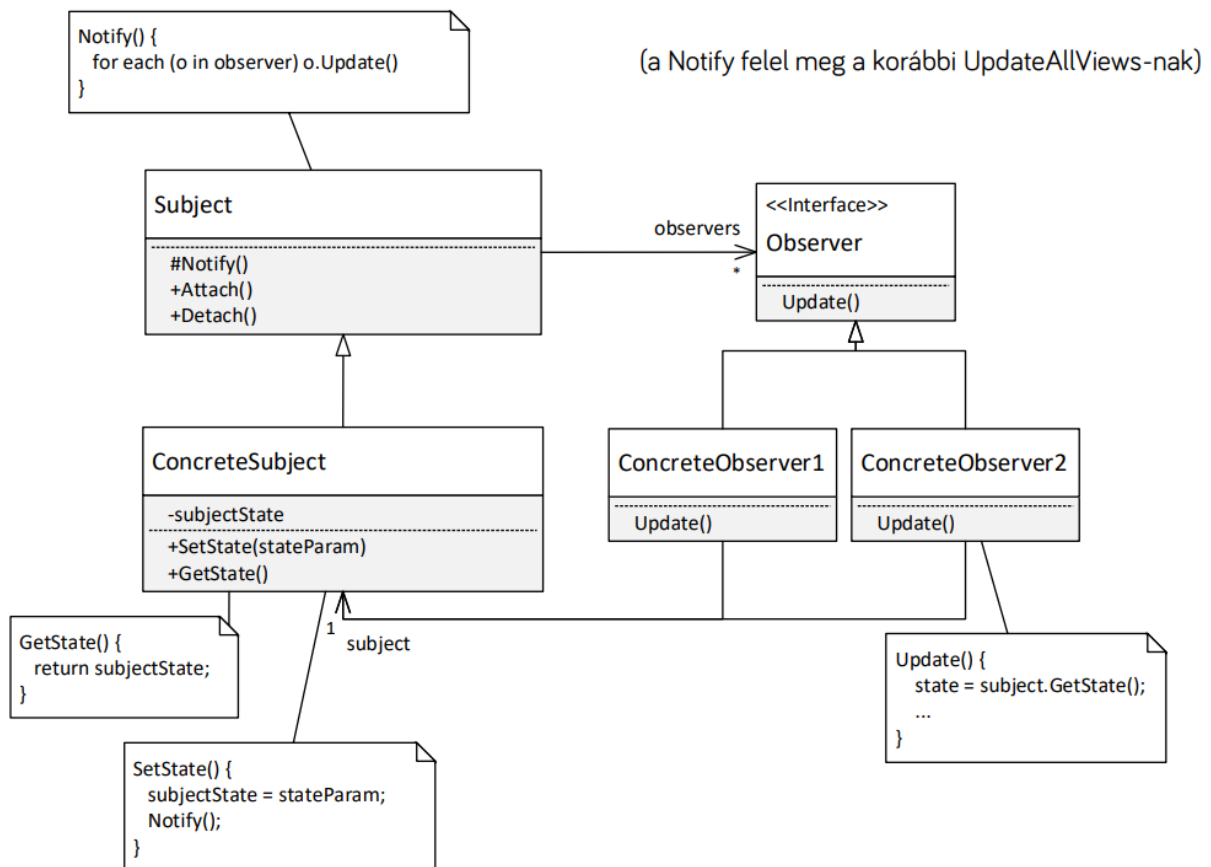 Notify() {
for each (o in observer) o.Update()
}
(a Notify felel meg a korábbi UpdateAllViews-nak)
Subject
#Notify()
+Attach()
+Detach()
observers
*
<<Interface>>
Observer
Update()
ConcreteSubject
-subjectState
+SetState(stateParam)
+GetState()
ConcreteObserver1
Update()
ConcreteObserver2
Update()
1
subject
GetState() {
return subjectState;
}
SetState() {
subjectState = stateParam;
Notify();
}
Update() {
state = subject.GetState();
...
}